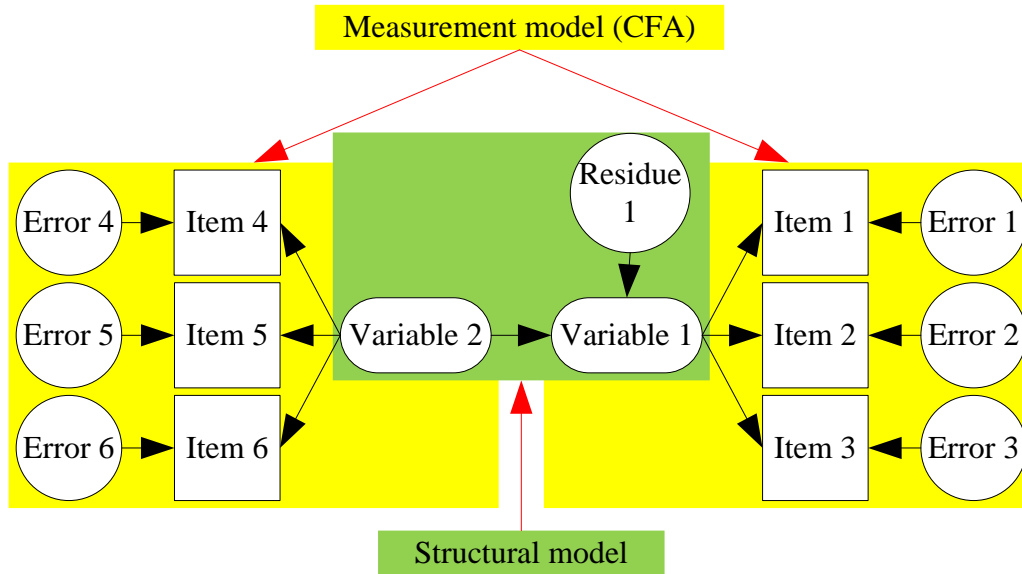 Measurement model (CFA)
Residue
1
Error 4
Item 4
Item 1
Error 1
Error 5
Item 5
Variable 2
Variable 1
Item 2
Error 2
Error 6
Item 6
Item 3
Error 3
Structural model